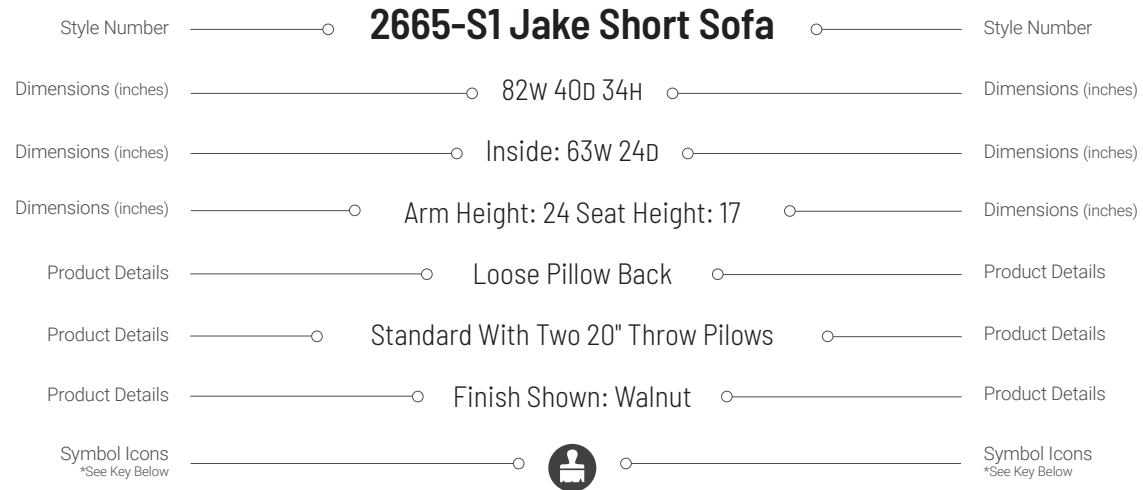 Style Number 2665-S1 Jake Short Sofa Style Number
Dimensions (inches) 82W 40D 34H Dimensions (inches)
Dimensions (inches) Inside: 63W 24D Dimensions (inches)
Dimensions (inches) Arm Height: 24 Seat Height: 17 Dimensions (inches)
Product Details Loose Pillow Back Product Details
Product Details Standard With Two 20" Throw Pilows Product Details
Product Details Finish Shown: Walnut Product Details
Symbol Icons Symbol Icons
*See Key Below *See Key Below